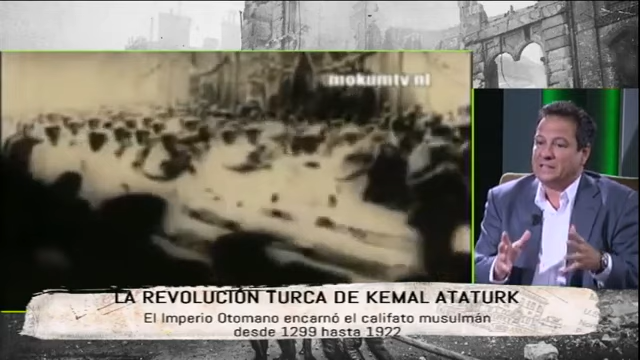 mokumtv.nl
LA REVOLUCIÓN TURCA DE KEMAL ATATURK
El Imperio Otomano encarnó el califato musulmán
desde 1299 hasta 1922